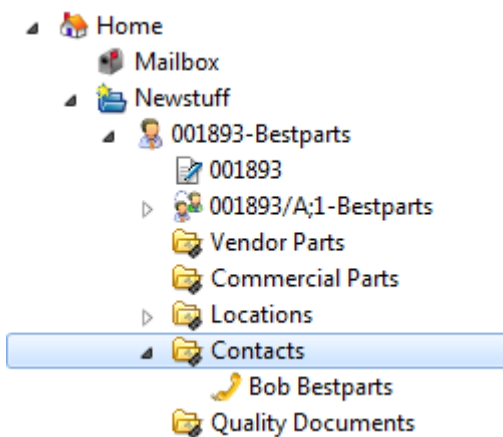 Home
Mailbox
Newstuff
001893-Bestparts
001893
001893/A;1-Bestparts
Vendor Parts
Commercial Parts
Locations
Contacts
Bob Bestparts
Quality Documents